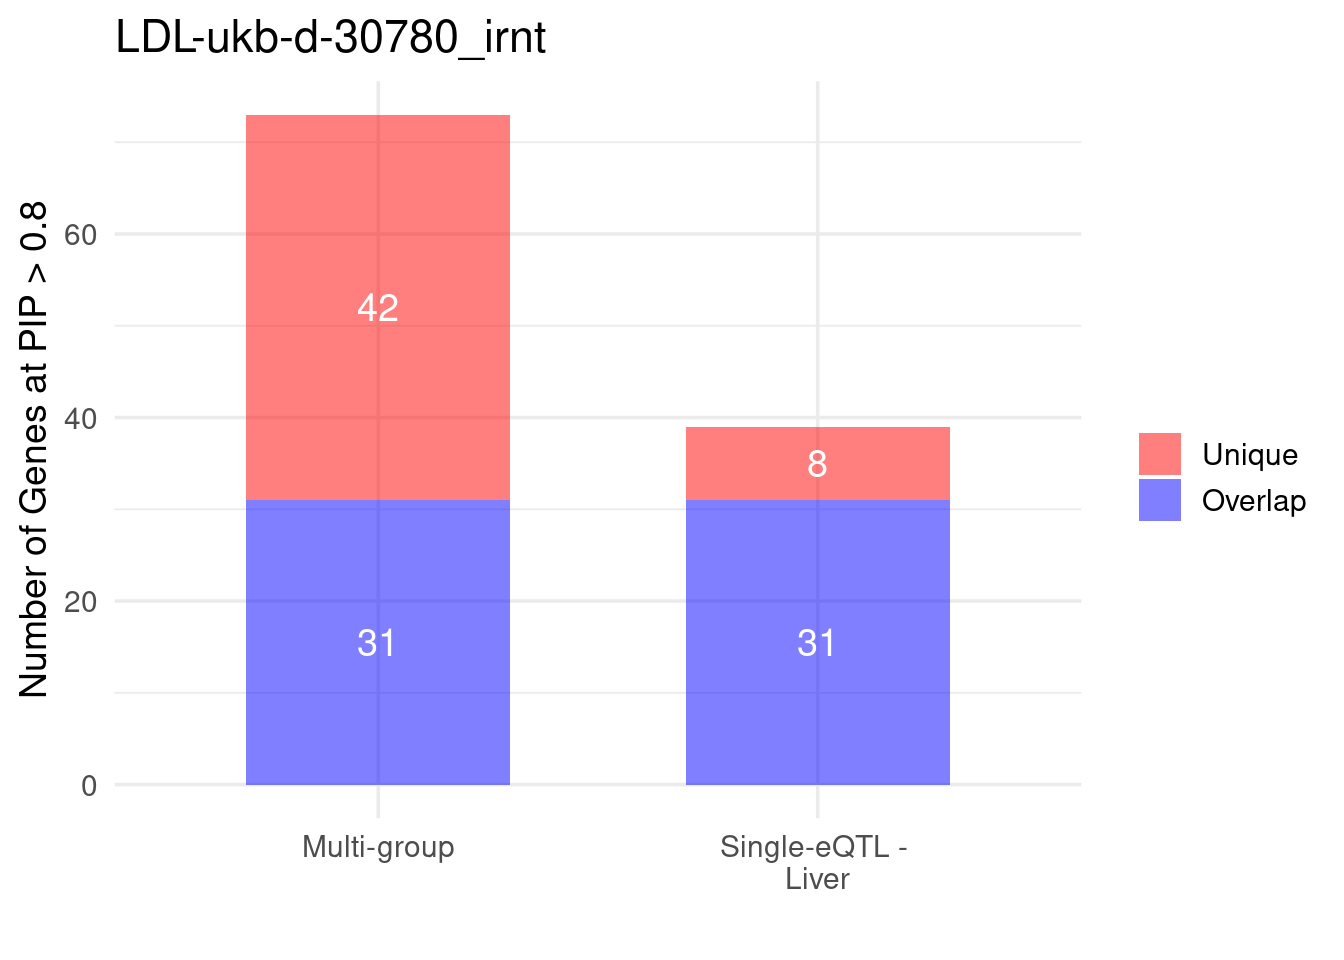 LDL-ukb-d-30780_irnt
Number of Genes at PIP > 0.8
60
40
20
0
42
31
8
31
Multi-group
Single-eQTL -
Liver
Unique
Overlap